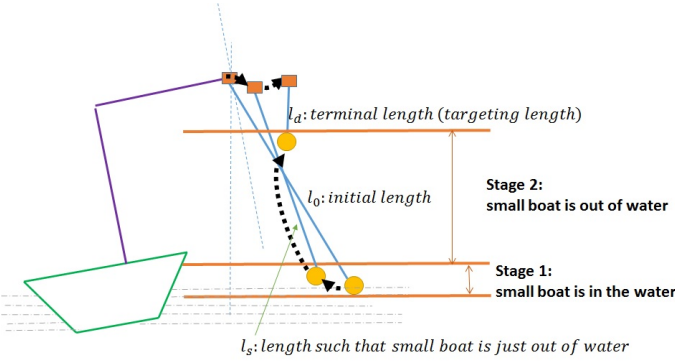 l_d: terminal length (targeting length)
l_0: initial length
Stage 2:
small boat is out of water
Stage 1:
small boat is in the water
l_s: length such that small boat is just out of water